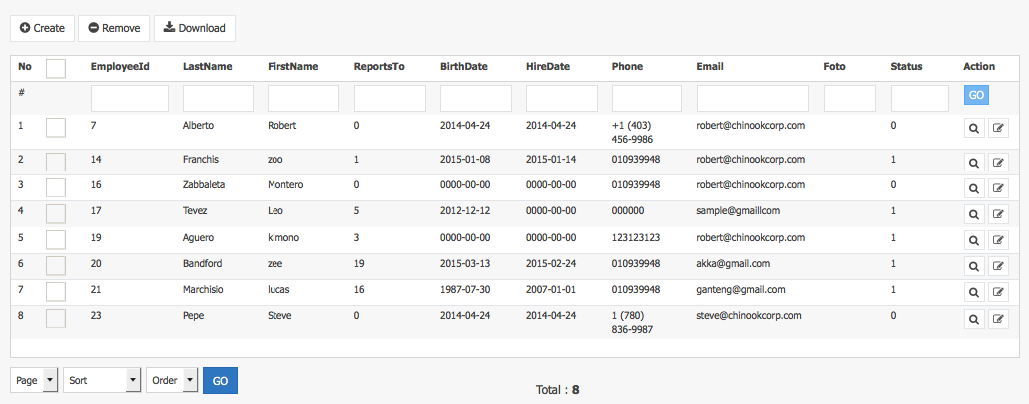 Create Remove Download
No EmployeeId LastName FirstName ReportsTo BirthDate HireDate Phone Email Foto Status Action
# GO
1 7 Alberto Robert 0 2014-04-24 2014-04-24 +1 (403) robert@chinookcorp.com 0
456-9986
2 14 Franchis zoo 1 2015-01-08 2015-01-14 010939948 robert@chinookcorp.com 1
3 16 Zabbaleta Montero 0 0000-00-00 0000-00-00 010939948 robert@chinookcorp.com 0
4 17 Tevez Leo 5 2012-12-12 0000-00-00 000000 sample@gmaillcom 1
5 19 Aguero kimono 3 0000-00-00 0000-00-00 123123123 robert@chinookcorp.com 1
6 20 Bandford zee 19 2015-03-13 2015-02-24 010939948 akka@gmail.com 1
7 21 Marchisio lucas 16 1987-07-30 2007-01-01 010939948 ganteng@gmail.com 1
8 23 Pepe Steve 0 2014-04-24 2014-04-24 1 (780) steve@chinookcorp.com 0
836-9987
Page Sort Order GO
Total : 8